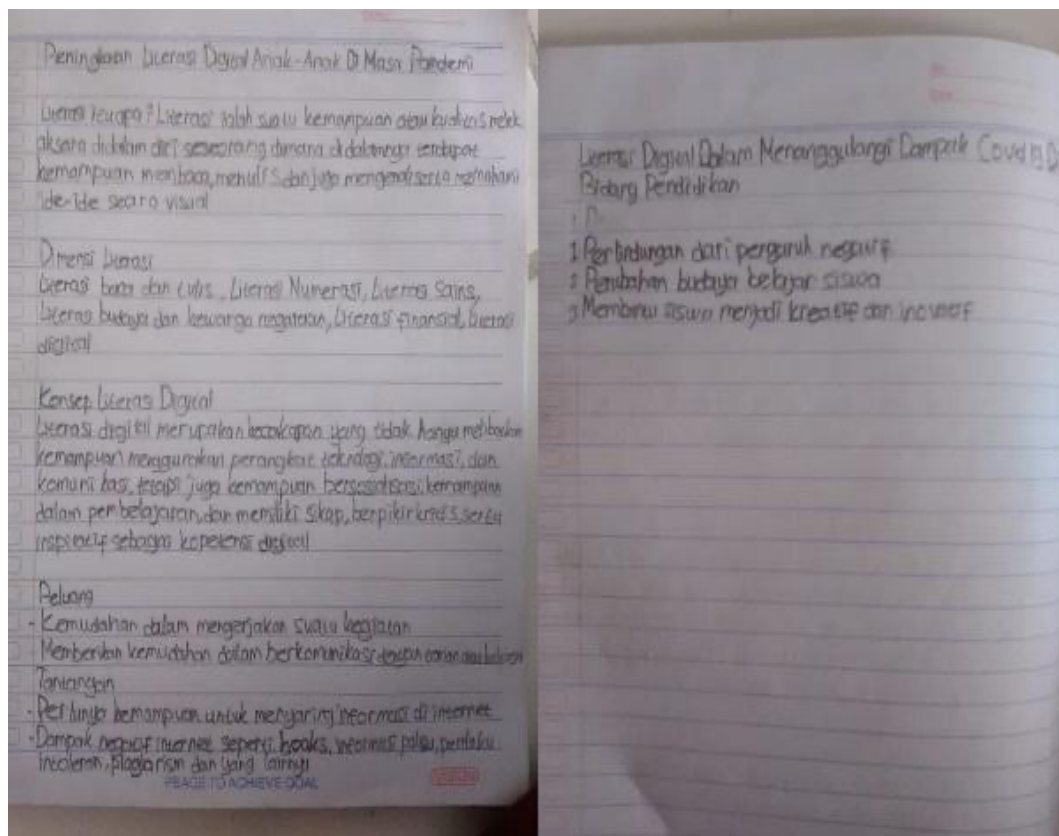 Peningkatan Literasi Digital Anak-Anak Di Masa Pandemi
Literasi itu apa? Literasi ialah suatu kemampuan atau kualitas melek
aksara didalam diri seseorang dimana di dalamnya terdapat
kemampuan membaca, menulis dan juga mengenali serta memahami
ide-ide secara visual
Dimensi Literasi
Literasi baca dan tulis, Literasi Numerasi, Literasi Sains,
Literasi budaya dan kewarga negaraan, Literasi finansial, Literasi
digital
Konsep Literasi Digital
Literasi digital merupakan kecakapan yang tidak hanya melibatkan
kemampuan menggunakan perangkat teknologi, informasi, dan
komunikasi, tetapi juga kemampuan bersosialisasi, kemampuan
dalam pembelajaran, dan memiliki sikap, berpikir kritis, serta
inspiratif sebagai kopetensi digital
Peluang
- Kemudahan dalam mengerjakan suatu kegiatan
- Memberikan kemudahan dalam berkomunikasi dengan teman atau
Tantangan
- Perlunya kemampuan untuk menyaring informasi di internet
- Dampak negatif internet seperti, hoaks, informasi palsu, perilaku
intoleran, plagiarism dan yang lainnya
PEACE TO ACHIEVE GOAL
Literasi Digital Dalam Menanggulangi Dampak Covid 19 D
Bidang Pendidikan
1 Perlindungan dari pengaruh negatif
2 Perubahan budaya belajar siswa
3 Membantu siswa menjadi kreatif dan inovatif